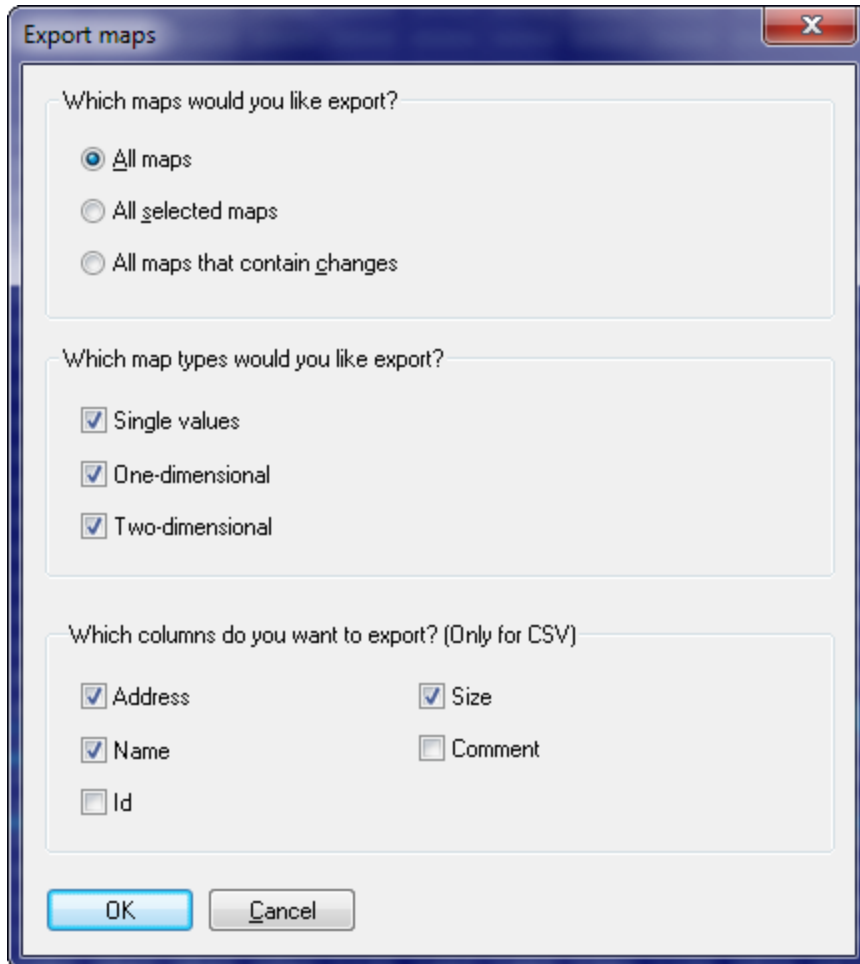 Export maps
Which maps would you like export?
All maps
All selected maps
All maps that contain changes
Which map types would you like export?
Single values
One-dimensional
Two-dimensional
Which columns do you want to export? (Only for CSV)
Address
Size
Name
Comment
Id
OK
Cancel